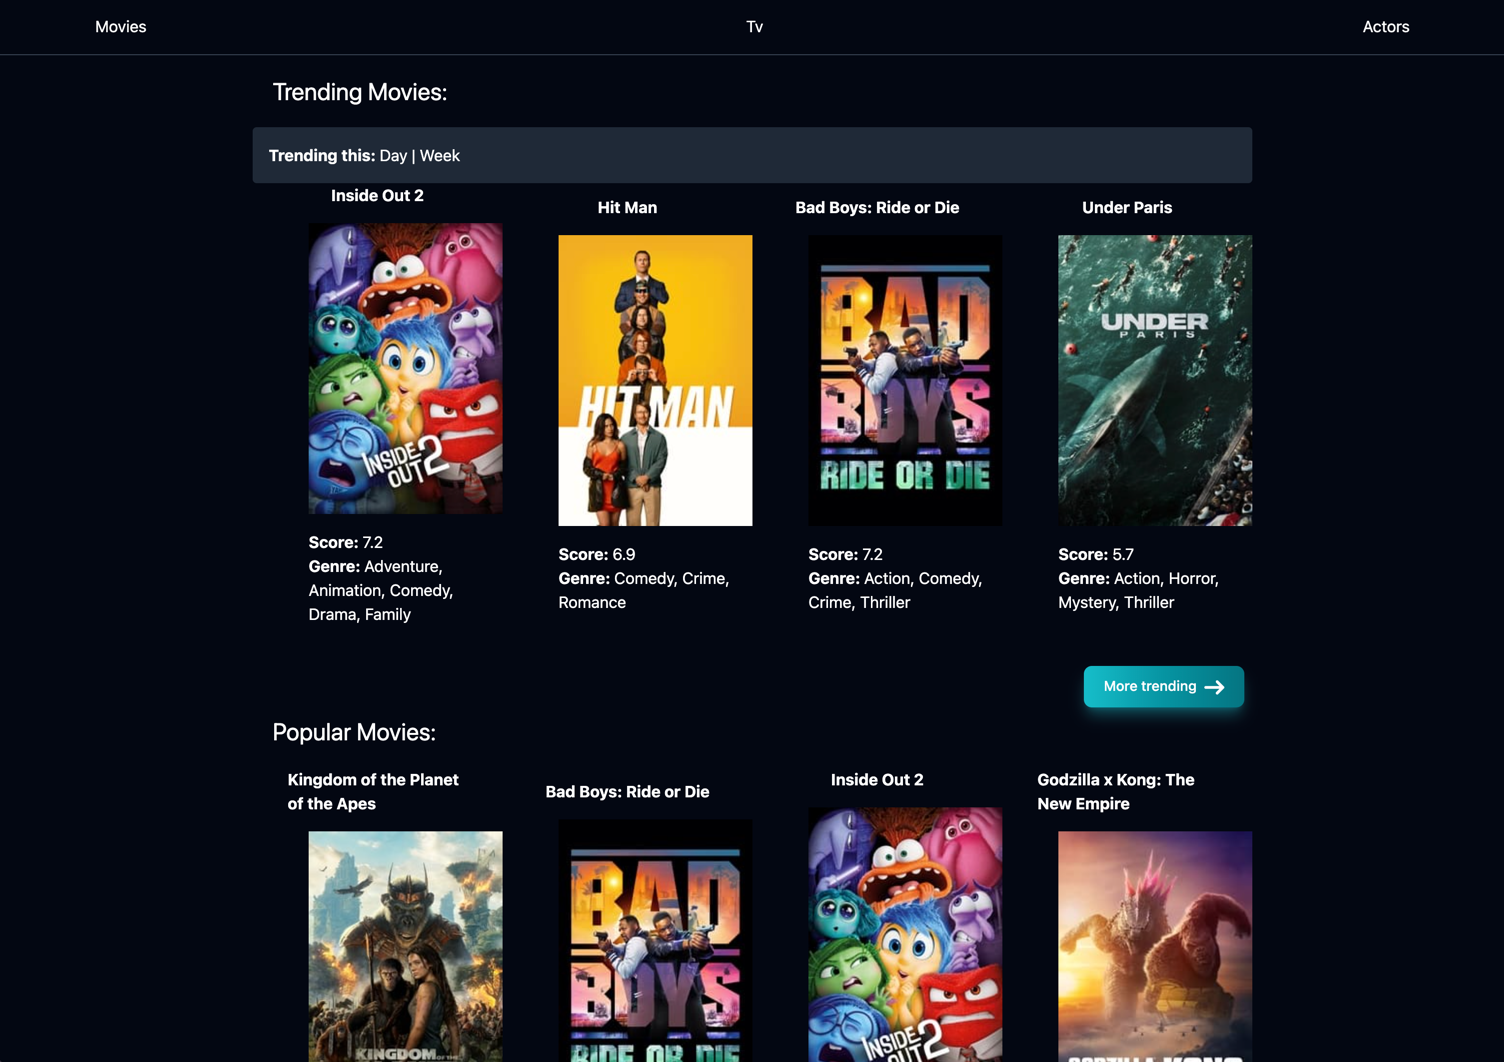 Movies
Tv
Actors
Trending Movies:
Trending this: Day | Week
Inside Out 2
INSIDE
OUT 2
Score: 7.2
Genre: Adventure,
Animation, Comedy,
Drama, Family
Hit Man
HIT MAN
Score: 6.9
Genre: Comedy, Crime,
Romance
Bad Boys: Ride or Die
BAD
BOYS
RIDE OR DIE
Score: 7.2
Genre: Action, Comedy,
Crime, Thriller
Under Paris
UNDER
PARIS
Score: 5.7
Genre: Action, Horror,
Mystery, Thriller
More trending →
Popular Movies:
Kingdom of the Planet
of the Apes
KINGDOM OF THE
Bad Boys: Ride or Die
BAD
BOYS
RIDE OR DIE
Inside Out 2
INSIDE
OUT 2
Godzilla x Kong: The
New Empire
GODZILLA KONG